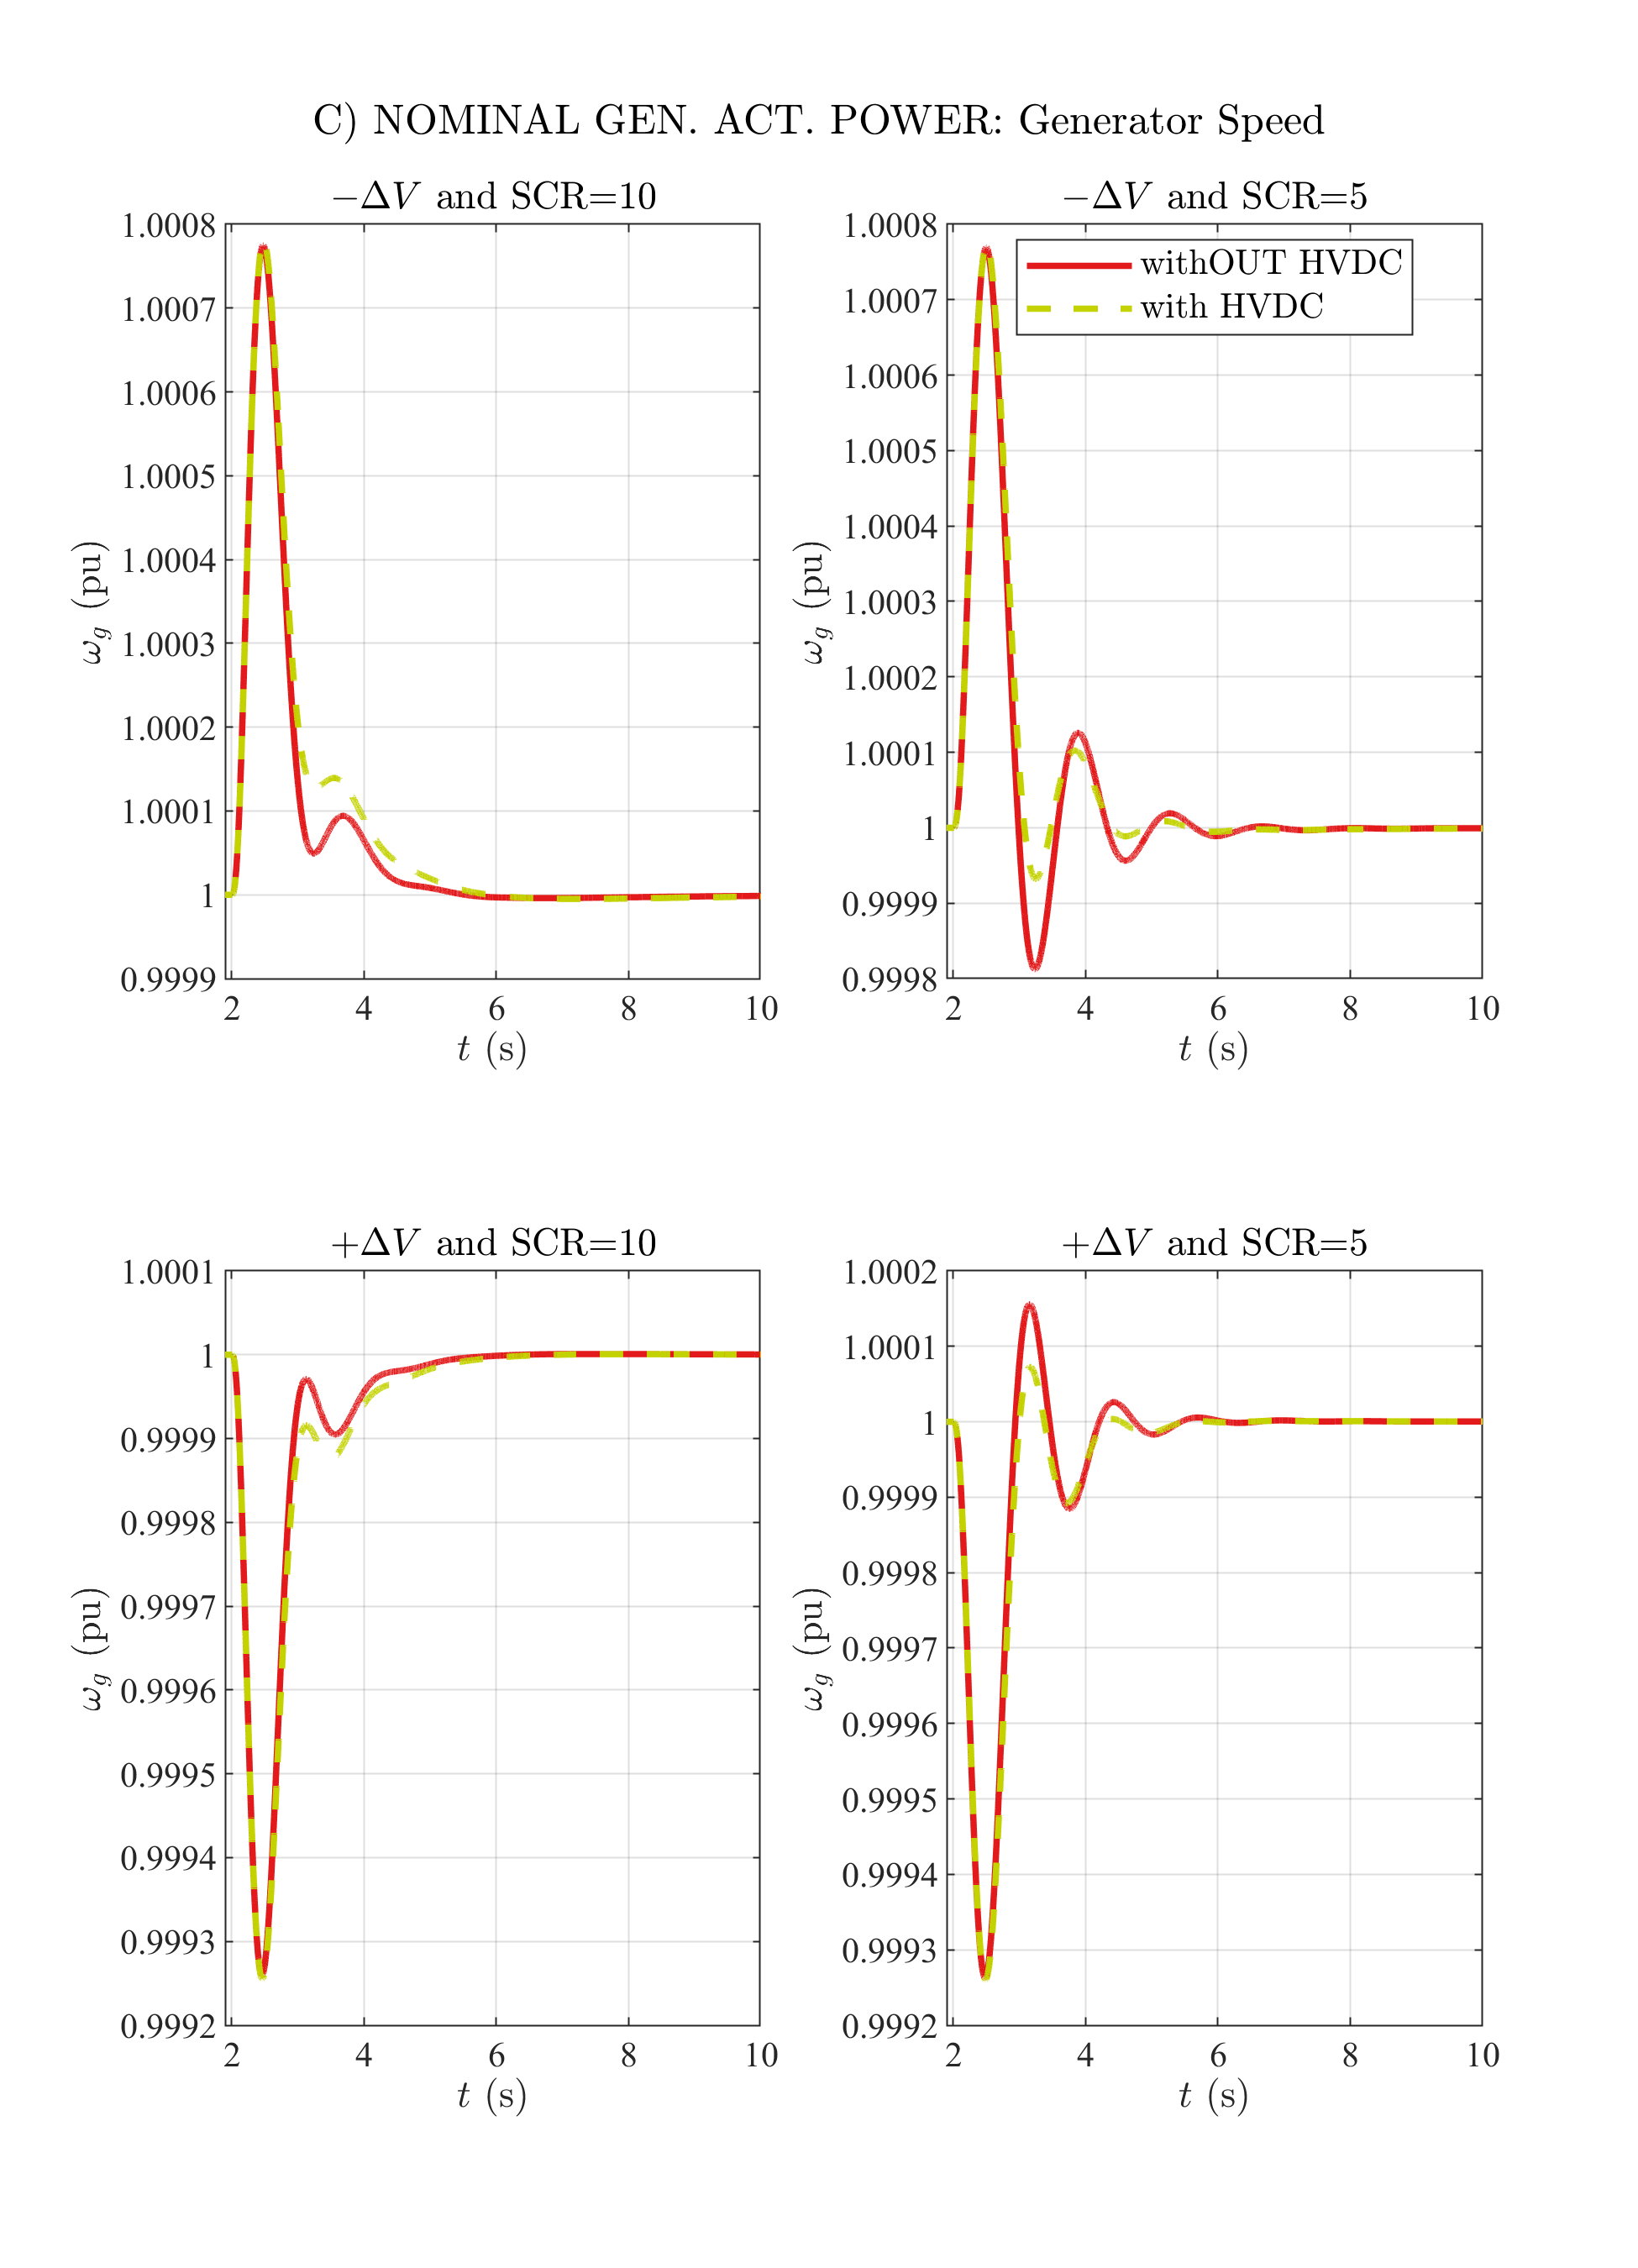 C) NOMINAL GEN. ACT. POWER: Generator Speed
−ΔV and SCR=10
1.0008
1.0007
1.0006
1.0005
1.0004
1.0003
1.0002
1.0001
1
0.9999
ω_g (pu)
2 4 6 8 10
t (s)
−ΔV and SCR=5
withOUT HVDC
with HVDC
1.0008
1.0007
1.0006
1.0005
1.0004
1.0003
1.0002
1.0001
1
0.9999
0.9998
ω_g (pu)
2 4 6 8 10
t (s)
+ΔV and SCR=10
1.0001
1
0.9999
0.9998
0.9997
0.9996
0.9995
0.9994
0.9993
0.9992
ω_g (pu)
2 4 6 8 10
t (s)
+ΔV and SCR=5
1.0002
1.0001
1
0.9999
0.9998
0.9997
0.9996
0.9995
0.9994
0.9993
0.9992
ω_g (pu)
2 4 6 8 10
t (s)